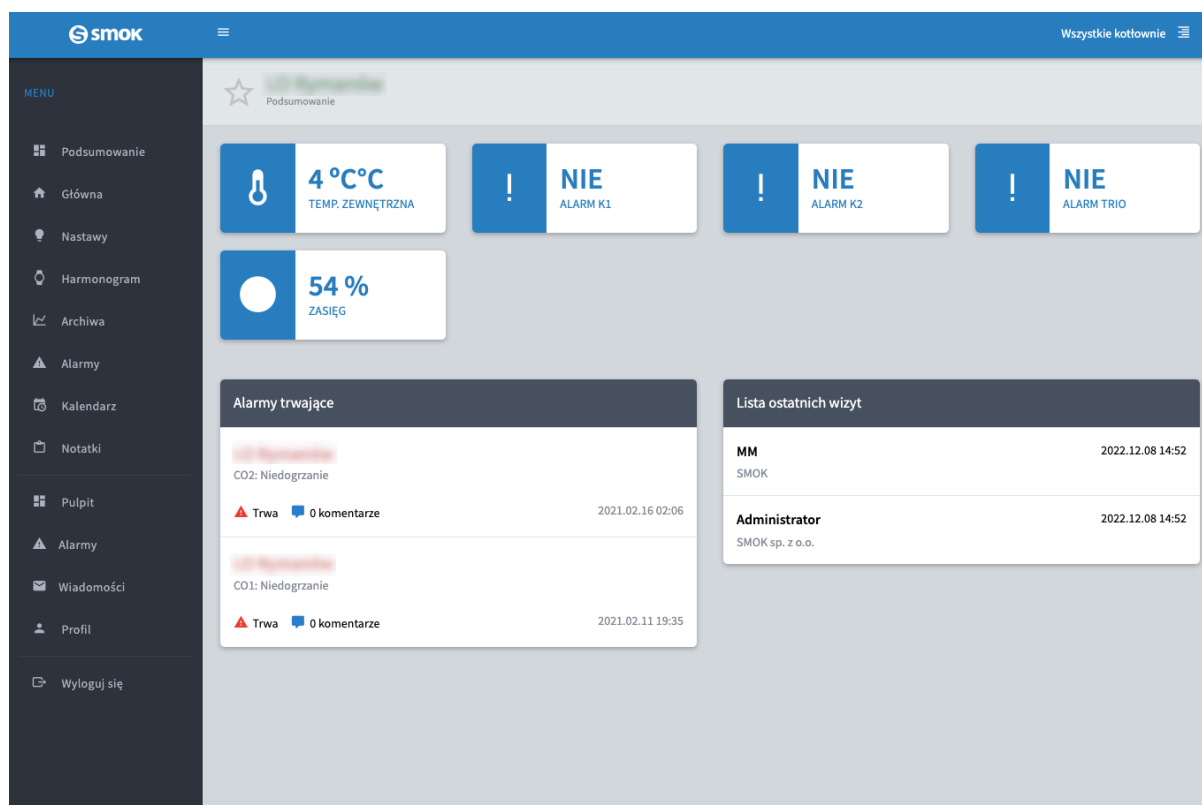 smok
Wszystkie kotłownie
MENU
Podsumowanie
Główna
Nastawy
Harmonogram
Archiwa
Alarmy
Kalendarz
Notatki
Pulpit
Alarmy
Wiadomości
Profil
Wyloguj się
Podsumowanie
4 °C°C
TEMP. ZEWNĘTRZNA
NIE
ALARM K1
NIE
ALARM K2
NIE
ALARM TRIO
54 %
ZASIĘG
Alarmy trwające
CO2: Niedogrzanie
Trwa 0 komentarze 2021.02.16 02:06
CO1: Niedogrzanie
Trwa 0 komentarze 2021.02.11 19:35
Lista ostatnich wizyt
MM 2022.12.08 14:52
SMOK
Administrator 2022.12.08 14:52
SMOK sp. z o.o.